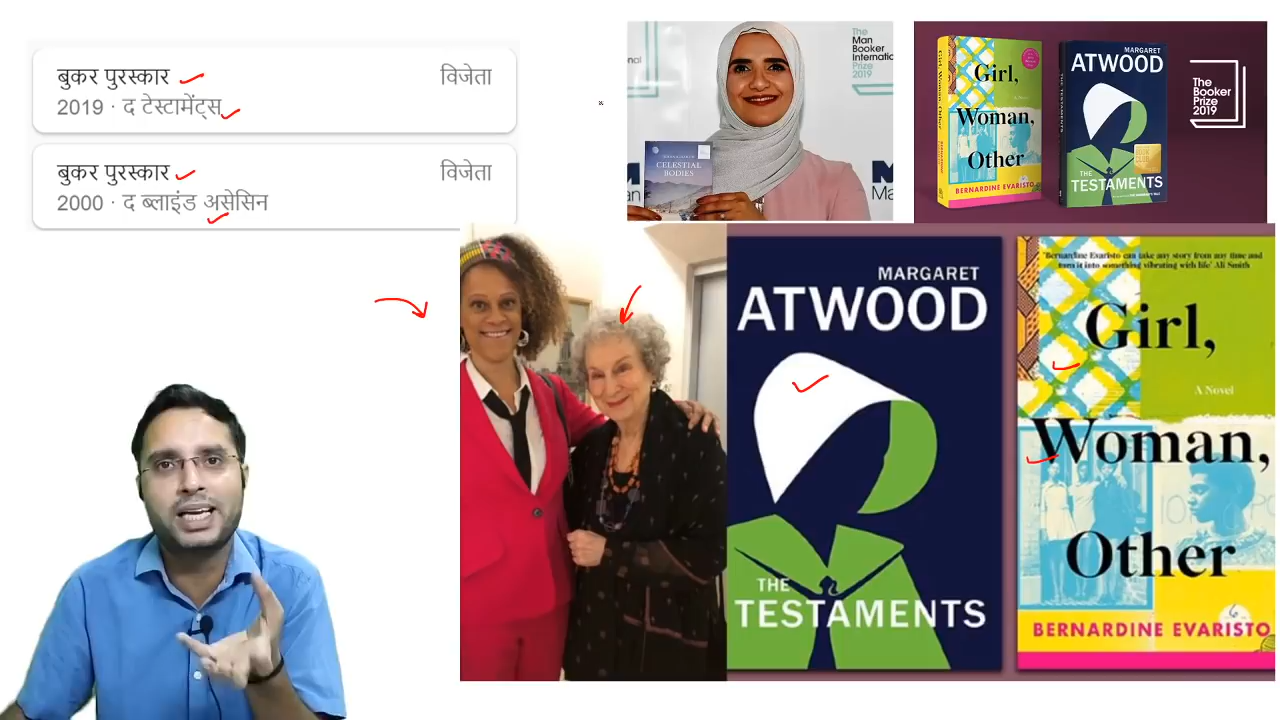 बुकर पुरस्कार
विजेता
2019 · द टेस्टामेंट्स
बुकर पुरस्कार
विजेता
2000 · द ब्लाइंड असेसिन
The
Man
Booker
Internati
Prize
2019
CELESTIAL
BODIES
M
Man
Girl,
Woman,
Other
BERNARDINE EVARISTO
MARGARET
ATWOOD
THE
TESTAMENTS
The
Booker
Prize
2019
MARGARET
ATWOOD
THE
TESTAMENTS
'Bernardine Evaristo can take any story from any time and
turn it into something vibrating with life' Ali Smith
Girl,
A Novel
Woman,
Other
BERNARDINE EVARISTO